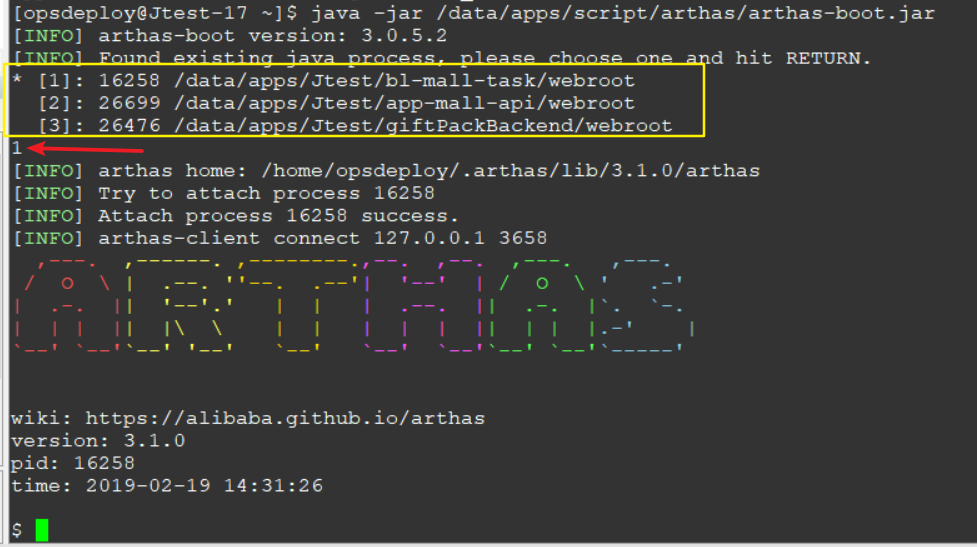 [opsdeploy@Jtest-17 ~]$ java -jar /data/apps/script/arthas/arthas-boot.jar
[INFO] arthas-boot version: 3.0.5.2
[INFO] Found existing java process, please choose one and hit RETURN.
* [1]: 16258 /data/apps/Jtest/bl-mall-task/webroot
[2]: 26699 /data/apps/Jtest/app-mall-api/webroot
[3]: 26476 /data/apps/Jtest/giftPackBackend/webroot
1
[INFO] arthas home: /home/opsdeploy/.arthas/lib/3.1.0/arthas
[INFO] Try to attach process 16258
[INFO] Attach process 16258 success.
[INFO] arthas-client connect 127.0.0.1 3658
ARTHAS
wiki: https://alibaba.github.io/arthas
version: 3.1.0
pid: 16258
time: 2019-02-19 14:31:26
$